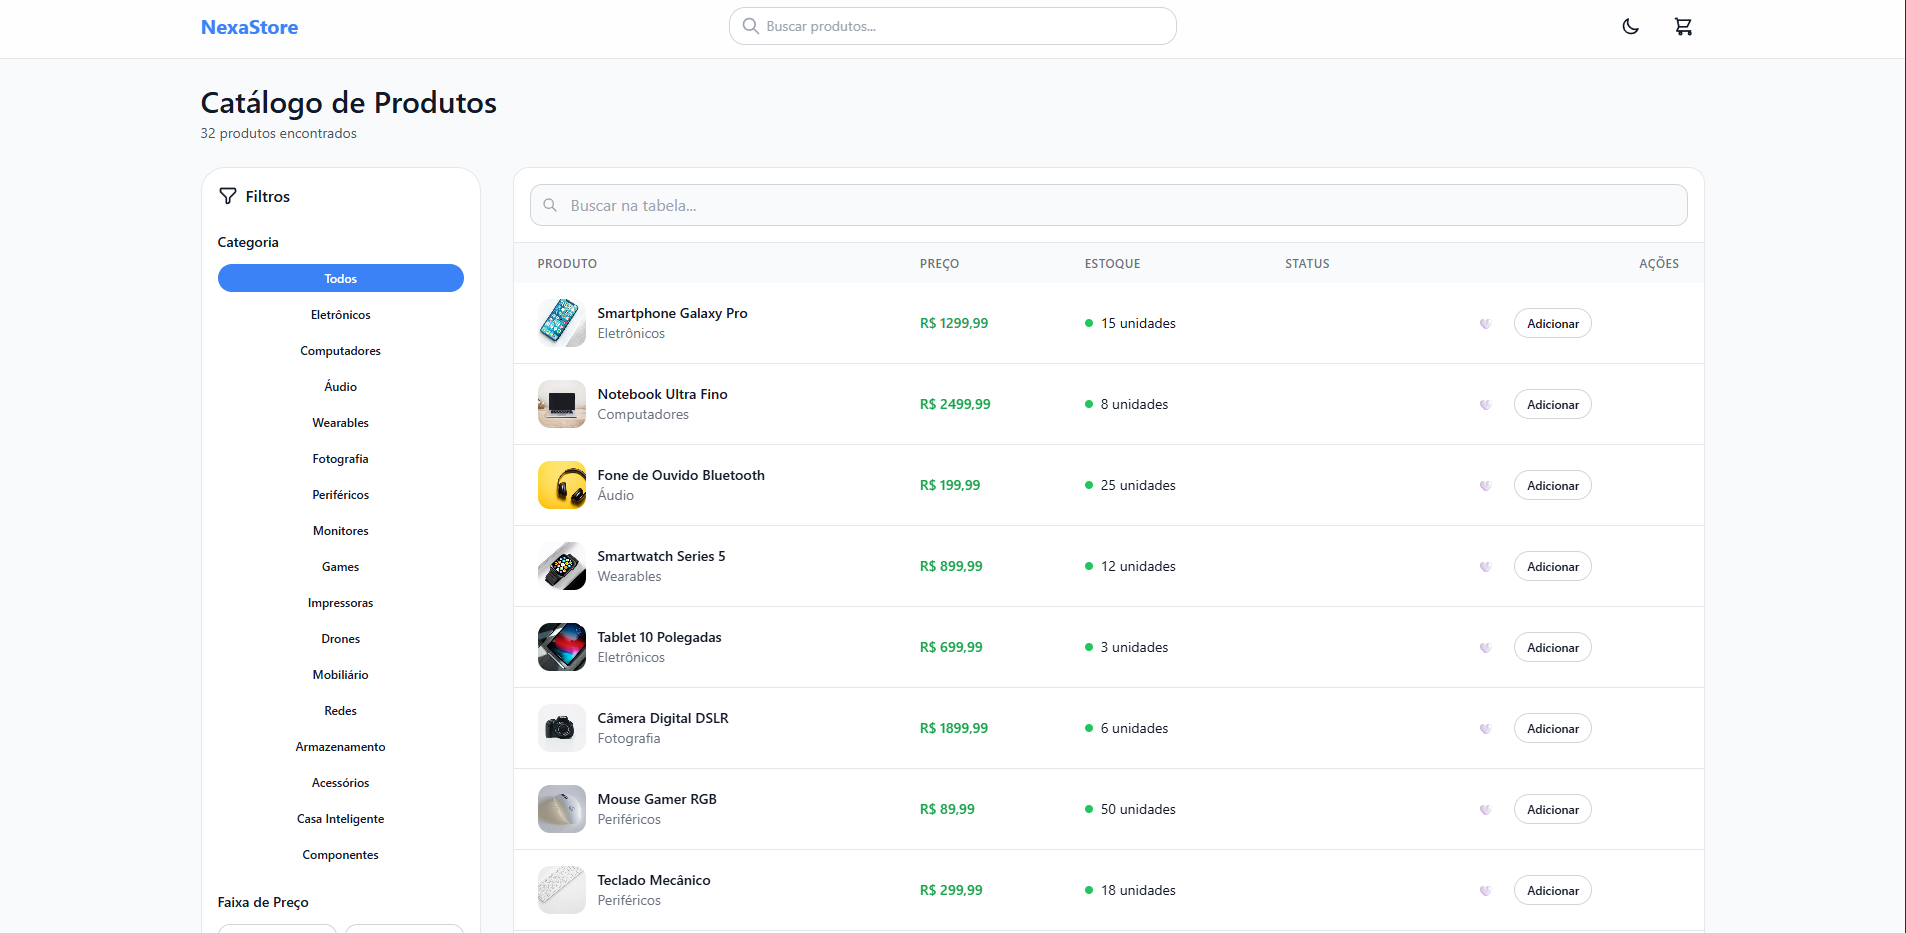 NexaStore
Buscar produtos...
Catálogo de Produtos
32 produtos encontrados
Filtros
Categoria
Todos
Eletrônicos
Computadores
Áudio
Wearables
Fotografia
Periféricos
Monitores
Games
Impressoras
Drones
Mobiliário
Redes
Armazenamento
Acessórios
Casa Inteligente
Componentes
Faixa de Preço
Buscar na tabela...
PRODUTO PREÇO ESTOQUE STATUS AÇÕES
Smartphone Galaxy Pro
Eletrônicos
R$ 1299,99 15 unidades Adicionar
Notebook Ultra Fino
Computadores
R$ 2499,99 8 unidades Adicionar
Fone de Ouvido Bluetooth
Áudio
R$ 199,99 25 unidades Adicionar
Smartwatch Series 5
Wearables
R$ 899,99 12 unidades Adicionar
Tablet 10 Polegadas
Eletrônicos
R$ 699,99 3 unidades Adicionar
Câmera Digital DSLR
Fotografia
R$ 1899,99 6 unidades Adicionar
Mouse Gamer RGB
Periféricos
R$ 89,99 50 unidades Adicionar
Teclado Mecânico
Periféricos
R$ 299,99 18 unidades Adicionar